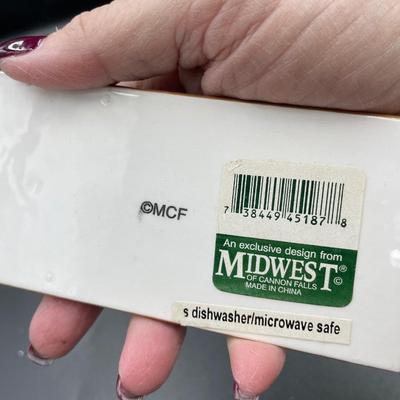 ©MCF
7 38449 45187 8
An exclusive design from
MIDWEST®
OF CANNON FALLS
MADE IN CHINA ©
s dishwasher/microwave safe